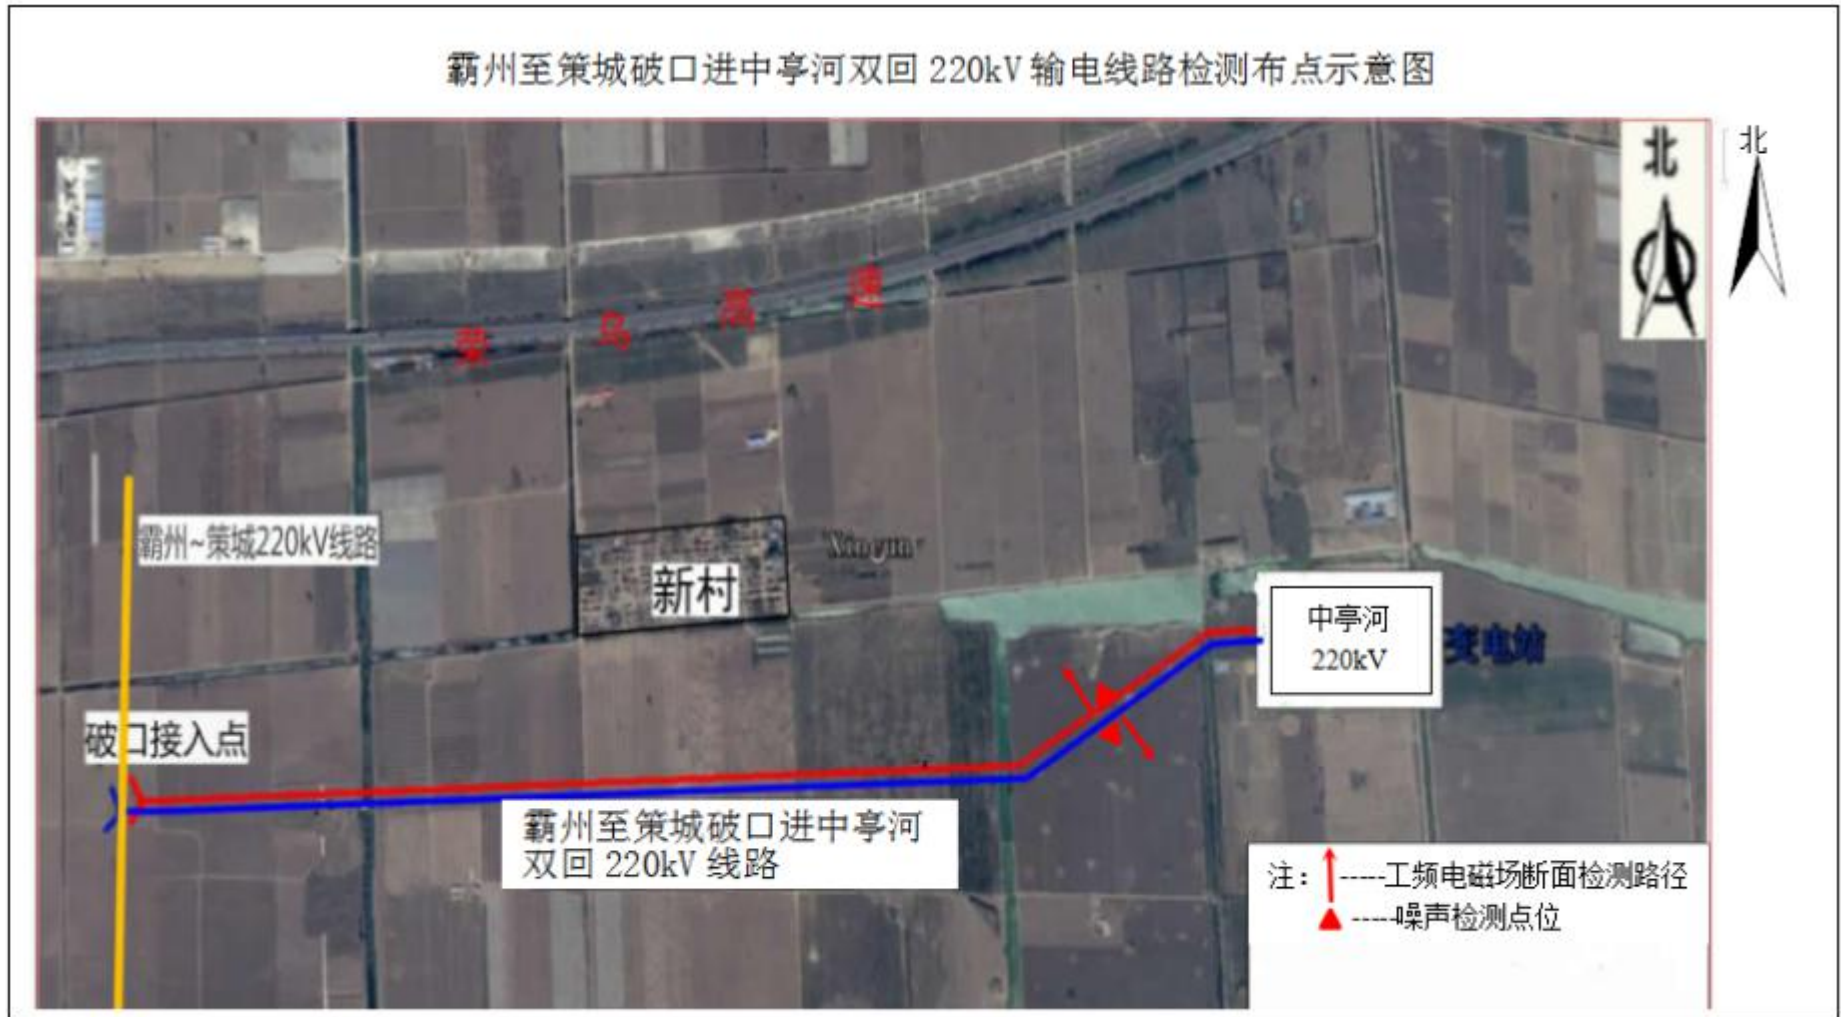 霸州至策城破口进中亭河双回 220kV 输电线路检测布点示意图
北
北
荣乌高速
霸州~策城220kV线路
新村
中亭河
220kV
变电站
破口接入点
霸州至策城破口进中亭河
双回 220kV 线路
注： -----工频电磁场断面检测路径
▲ -----噪声检测点位